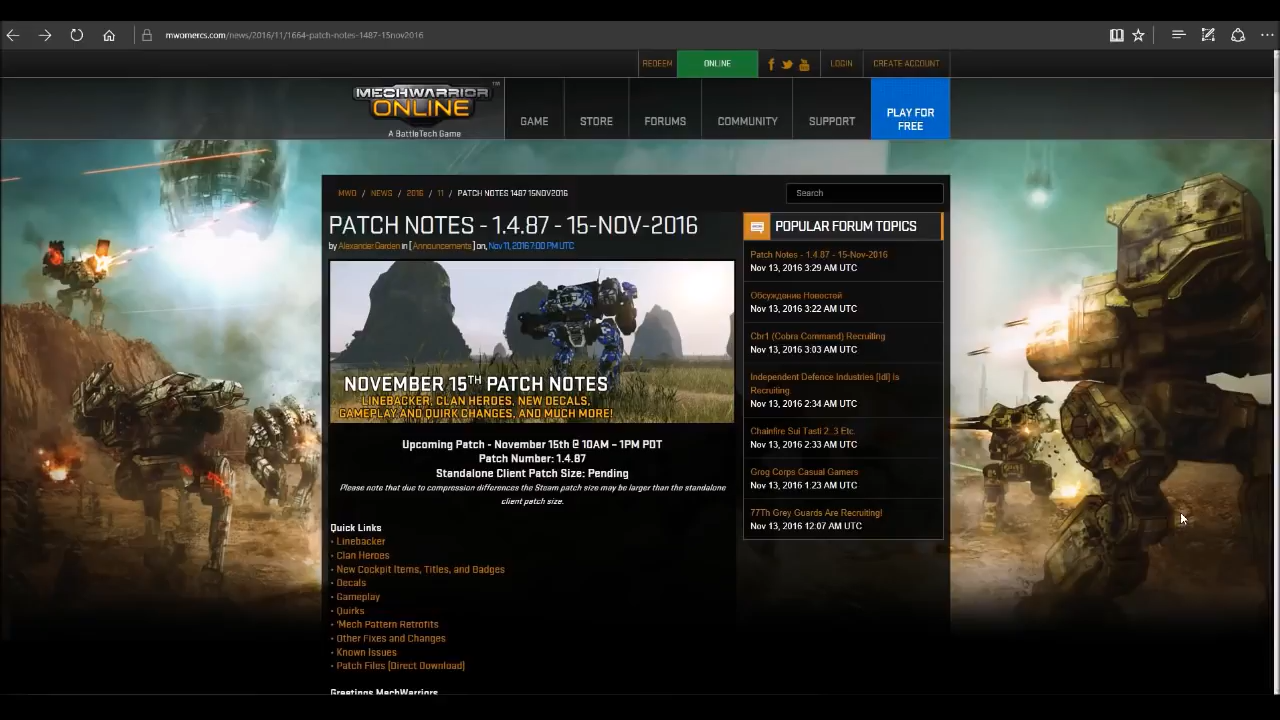 mwomercs.com/news/2016/11/1664-patch-notes-1487-15nov2016
REDEEM
ONLINE
LOGIN
CREATE ACCOUNT
MECHWARRIOR
ONLINE
A BattleTech Game
GAME
STORE
FORUMS
COMMUNITY
SUPPORT
PLAY FOR
FREE
MWO / NEWS / 2016 / 11 / PATCH NOTES 1487 15NOV2016
Search
PATCH NOTES - 1.4.87 - 15-NOV-2016
by Alexander Garden in [ Announcements ] on, Nov 11, 2016 7:00 PM UTC
NOVEMBER 15TH PATCH NOTES
LINEBACKER, CLAN HEROES, NEW DECALS,
GAMEPLAY AND QUIRK CHANGES, AND MUCH MORE!
Upcoming Patch - November 15th @ 10AM – 1PM PDT
Patch Number: 1.4.87
Standalone Client Patch Size: Pending
Please note that due to compression differences the Steam patch size may be larger than the standalone
client patch size.
Quick Links
• Linebacker
• Clan Heroes
• New Cockpit Items, Titles, and Badges
• Decals
• Gameplay
• Quirks
• 'Mech Pattern Retrofits
• Other Fixes and Changes
• Known Issues
• Patch Files (Direct Download)
Greetings MechWarriors
POPULAR FORUM TOPICS
Patch Notes - 1.4.87 - 15-Nov-2016
Nov 13, 2016 3:29 AM UTC
Обсуждение Новостей
Nov 13, 2016 3:22 AM UTC
Cbr1 (Cobra Command) Recruiting
Nov 13, 2016 3:03 AM UTC
Independent Defence Industries [Idi] Is
Recruiting
Nov 13, 2016 2:34 AM UTC
Chainfire Sui Tasti 2..3 Etc.
Nov 13, 2016 2:33 AM UTC
Grog Corps Casual Gamers
Nov 13, 2016 1:23 AM UTC
77Th Grey Guards Are Recruiting!
Nov 13, 2016 12:07 AM UTC